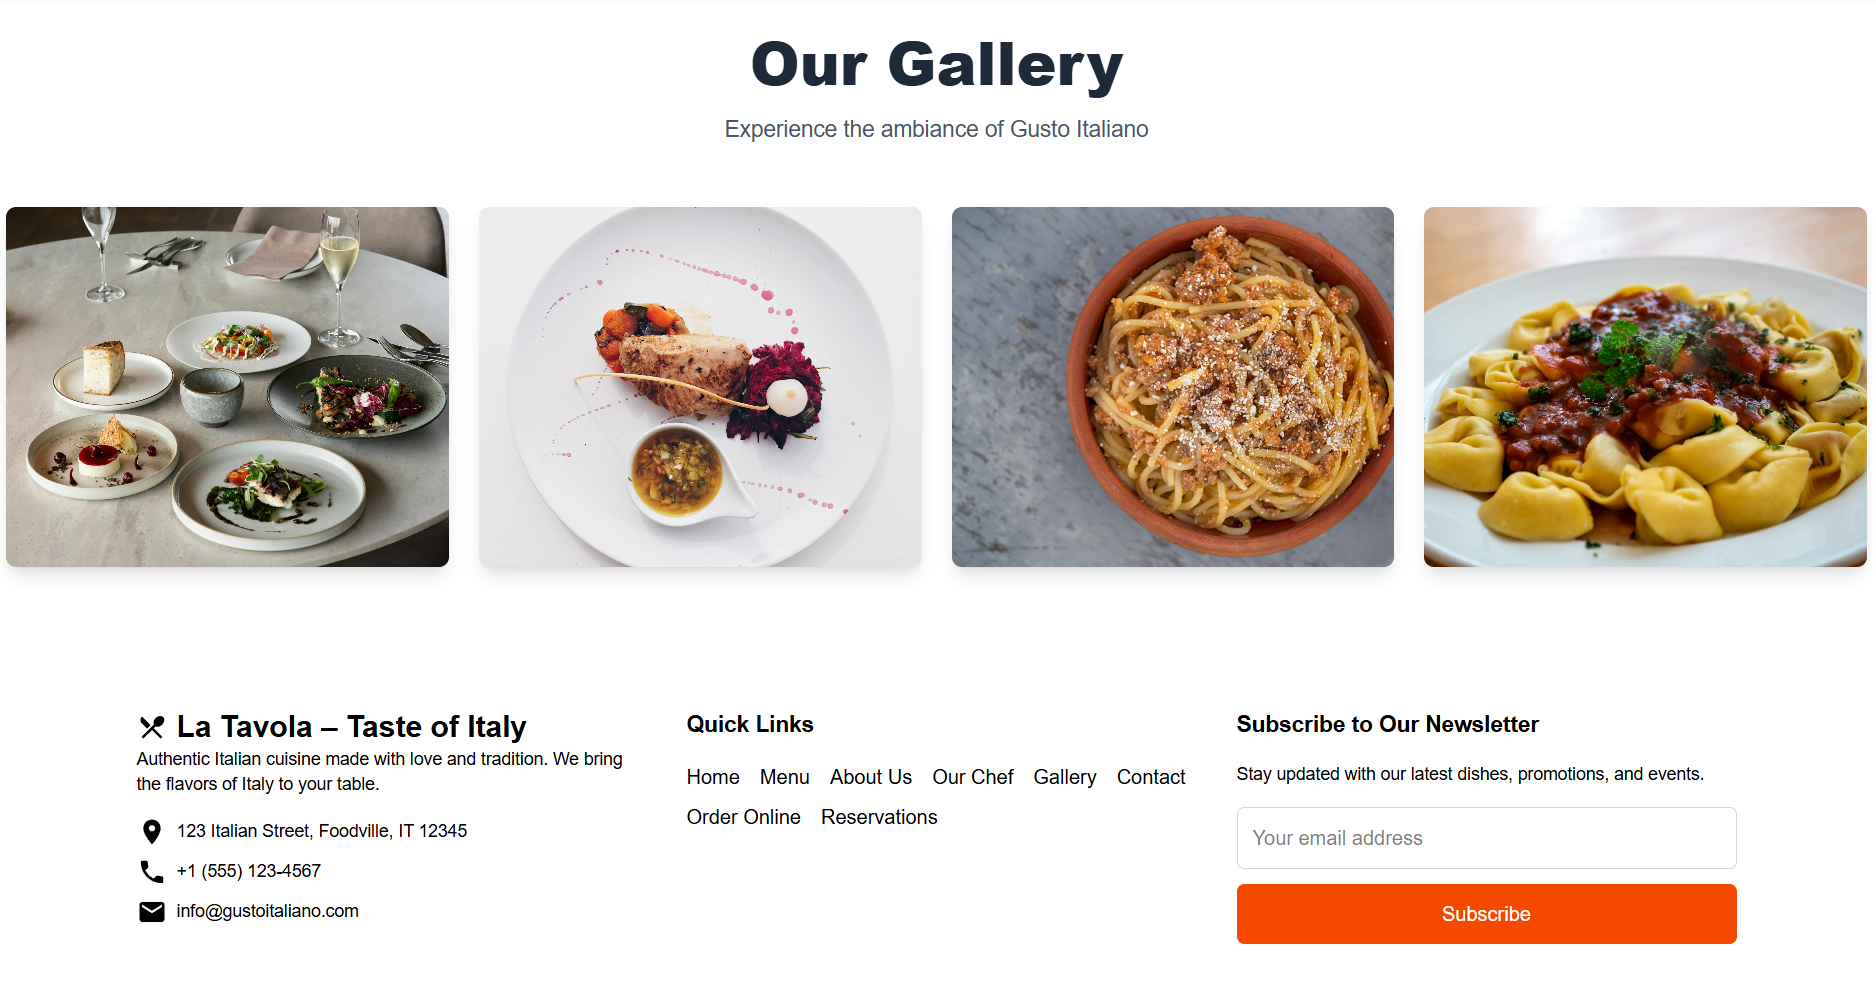 Our Gallery
Experience the ambiance of Gusto Italiano
La Tavola – Taste of Italy
Authentic Italian cuisine made with love and tradition. We bring
the flavors of Italy to your table.
123 Italian Street, Foodville, IT 12345
+1 (555) 123-4567
info@gustoitaliano.com
Quick Links
Home Menu About Us Our Chef Gallery Contact
Order Online Reservations
Subscribe to Our Newsletter
Stay updated with our latest dishes, promotions, and events.
Your email address
Subscribe